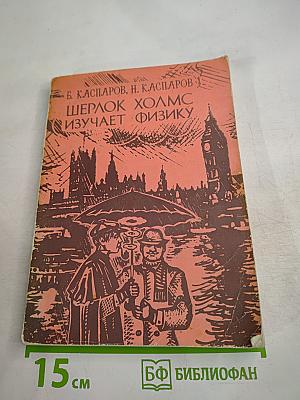 Б. КАСПАРОВ, Н. КАСПАРОВ
ШЕРЛОК ХОЛМС
ИЗУЧАЕТ ФИЗИКУ
15 см
БФ БИБЛИОФАН